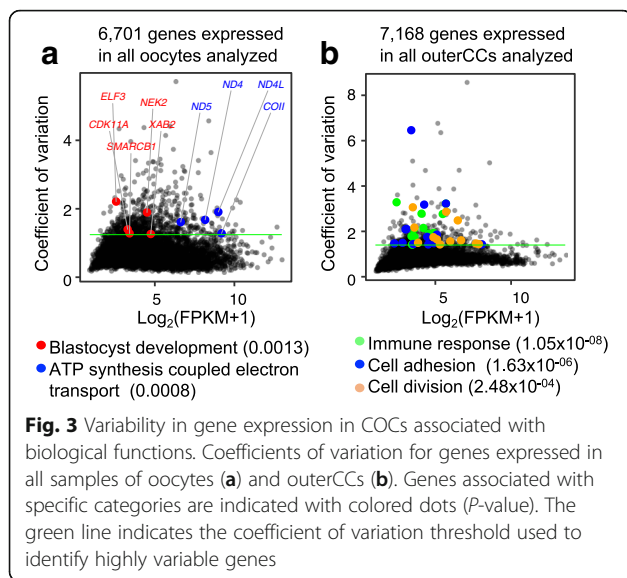 a
6,701 genes expressed
in all oocytes analyzed
Coefficient of variation
4
2
0
ELF3
CDK11A
SMARCB1
NEK2
XAB2
ND5
ND4
ND4L
COII
5
10
Log2(FPKM+1)
Blastocyst development (0.0013)
ATP synthesis coupled electron
transport (0.0008)
b
7,168 genes expressed
in all outerCCs analyzed
Coefficient of variation
8
6
4
2
0
5
10
Log2(FPKM+1)
Immune response (1.05x10-08)
Cell adhesion (1.63x10-06)
Cell division (2.48x10-04)
Fig. 3 Variability in gene expression in COCs associated with
biological functions. Coefficients of variation for genes expressed in
all samples of oocytes (a) and outerCCs (b). Genes associated with
specific categories are indicated with colored dots (P-value). The
green line indicates the coefficient of variation threshold used to
identify highly variable genes